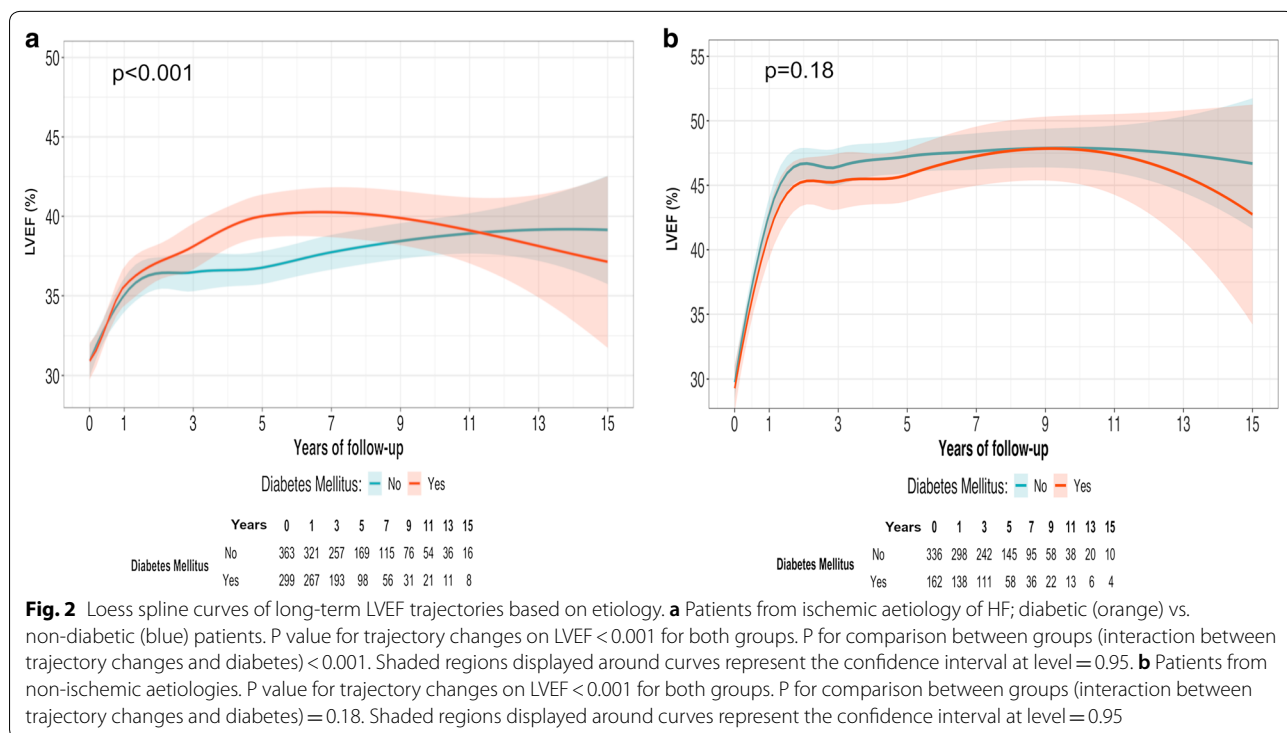 a
p<0.001
50
45
40
35
30
LVEF (%)
0 1 3 5 7 9 11 13 15
Years of follow-up
Diabetes Mellitus: No Yes
Years 0 1 3 5 7 9 11 13 15
No 363 321 257 169 115 76 54 36 16
Diabetes Mellitus
Yes 299 267 193 98 56 31 21 11 8
b
p=0.18
55
50
45
40
35
30
LVEF (%)
0 1 3 5 7 9 11 13 15
Years of follow-up
Diabetes Mellitus: No Yes
Years 0 1 3 5 7 9 11 13 15
No 336 298 242 145 95 58 38 20 10
Diabetes Mellitus
Yes 162 138 111 58 36 22 13 6 4
Fig. 2 Loess spline curves of long-term LVEF trajectories based on etiology. a Patients from ischemic aetiology of HF; diabetic (orange) vs.
non-diabetic (blue) patients. P value for trajectory changes on LVEF < 0.001 for both groups. P for comparison between groups (interaction between
trajectory changes and diabetes) < 0.001. Shaded regions displayed around curves represent the confidence interval at level = 0.95. b Patients from
non-ischemic aetiologies. P value for trajectory changes on LVEF < 0.001 for both groups. P for comparison between groups (interaction between
trajectory changes and diabetes) = 0.18. Shaded regions displayed around curves represent the confidence interval at level = 0.95